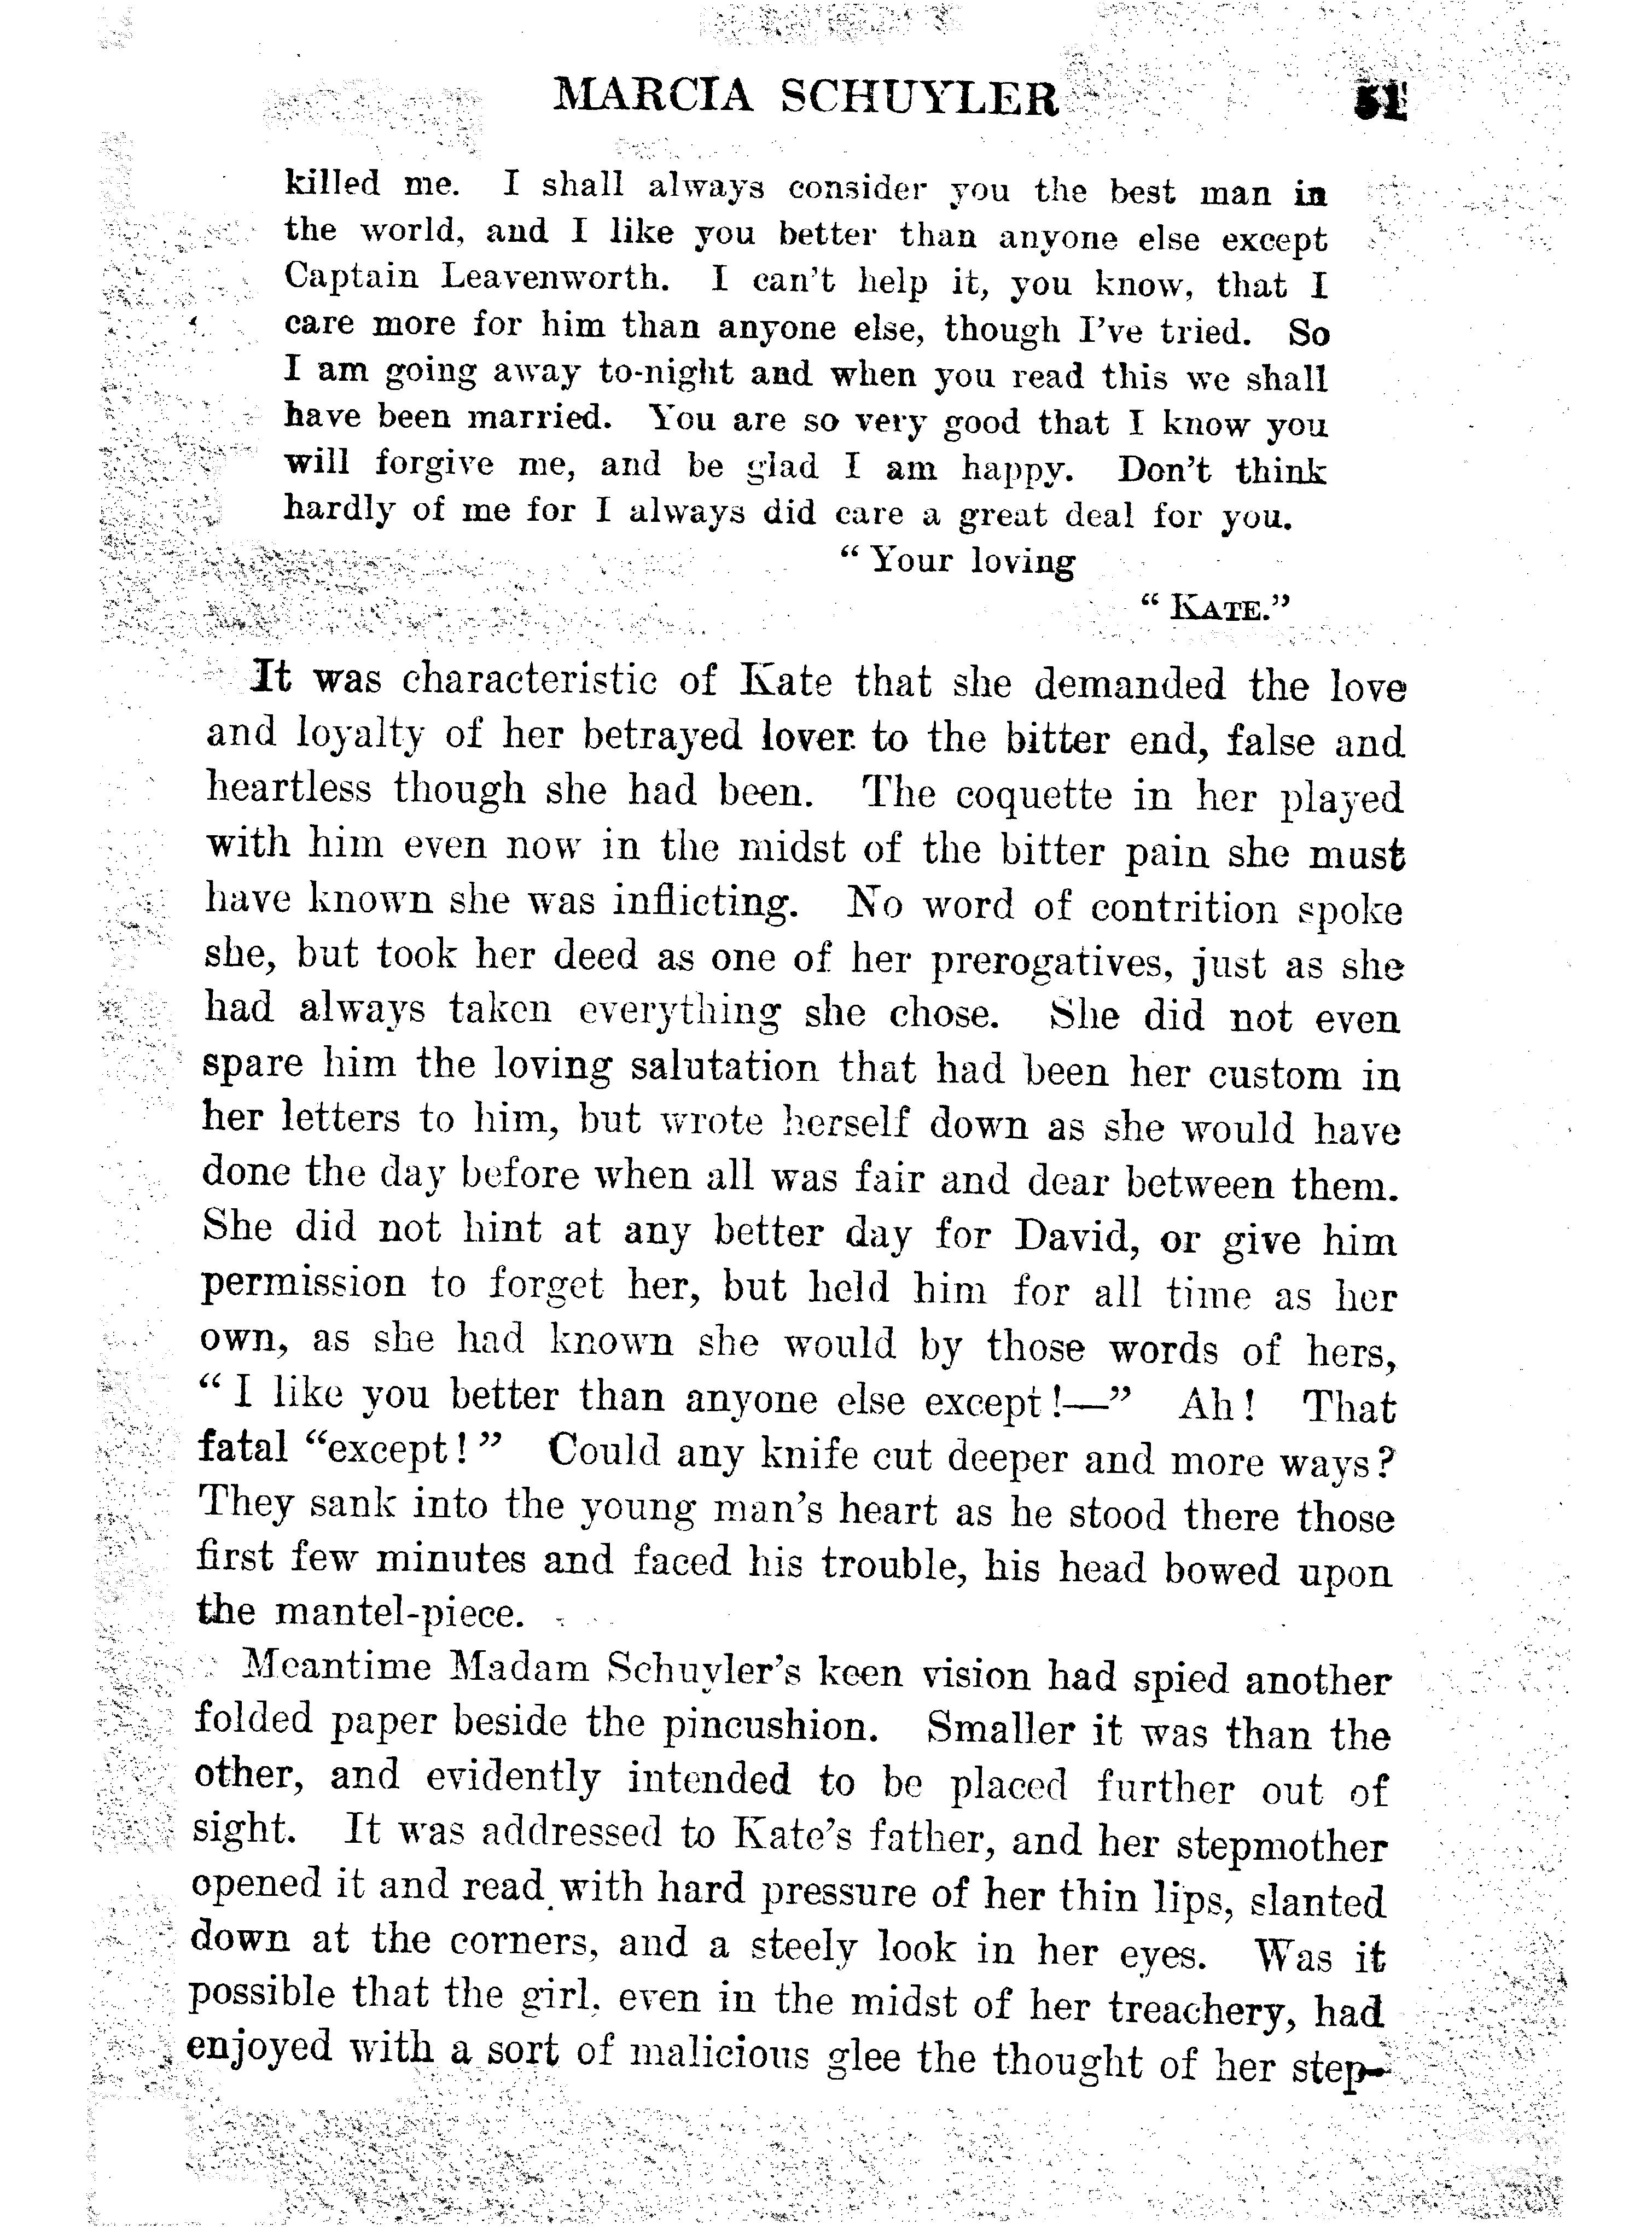 MARCIA SCHUYLER 51
killed me. I shall always consider you the best man in
the world, and I like you better than anyone else except
Captain Leavenworth. I can't help it, you know, that I
care more for him than anyone else, though I've tried. So
I am going away to-night and when you read this we shall
have been married. You are so very good that I know you
will forgive me, and be glad I am happy. Don't think
hardly of me for I always did care a great deal for you.
“ Your loving
“ KATE.”
It was characteristic of Kate that she demanded the love
and loyalty of her betrayed lover to the bitter end, false and
heartless though she had been. The coquette in her played
with him even now in the midst of the bitter pain she must
have known she was inflicting. No word of contrition spoke
she, but took her deed as one of her prerogatives, just as she
had always taken everything she chose. She did not even
spare him the loving salutation that had been her custom in
her letters to him, but wrote herself down as she would have
done the day before when all was fair and dear between them.
She did not hint at any better day for David, or give him
permission to forget her, but held him for all time as her
own, as she had known she would by those words of hers,
“ I like you better than anyone else except!—” Ah! That
fatal “except!” Could any knife cut deeper and more ways?
They sank into the young man's heart as he stood there those
first few minutes and faced his trouble, his head bowed upon
the mantel-piece.
Meantime Madam Schuyler's keen vision had spied another
folded paper beside the pincushion. Smaller it was than the
other, and evidently intended to be placed further out of
sight. It was addressed to Kate's father, and her stepmother
opened it and read with hard pressure of her thin lips, slanted
down at the corners, and a steely look in her eyes. Was it
possible that the girl, even in the midst of her treachery, had
enjoyed with a sort of malicious glee the thought of her step-